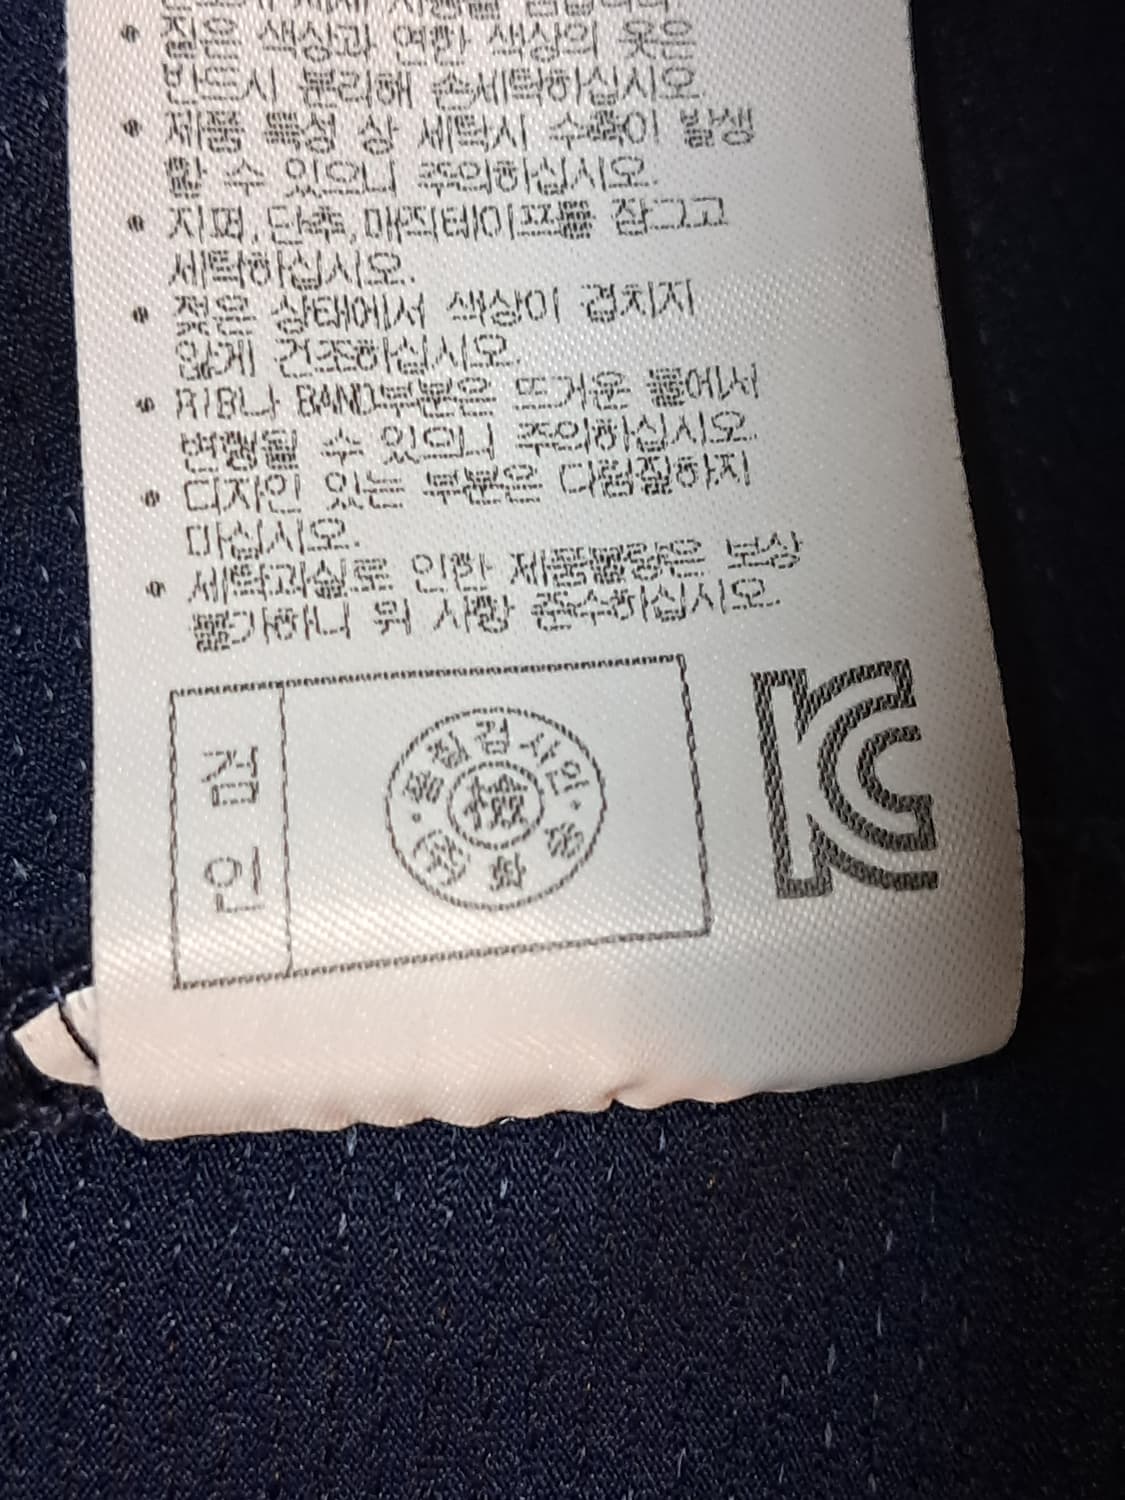 짙은 색상과 연한 색상의 옷은
반드시 분리해 손세탁하십시오
제품 특성 상 세탁시 수축이 발생
할 수 있으니 주의하십시오.
지퍼,단추,매직테이프를 잠그고
세탁하십시오.
젖은 상태에서 색상이 겹치지
않게 건조하십시오.
RIB나 BAND부분은 뜨거운 물에서
변형될 수 있으니 주의하십시오.
디자인 있는 부분은 다림질하지
마십시오.
세탁과실로 인한 제품불량은 보상
불가하니 위 사항 준수하십시오.
검인
품질검사인
檢
KC